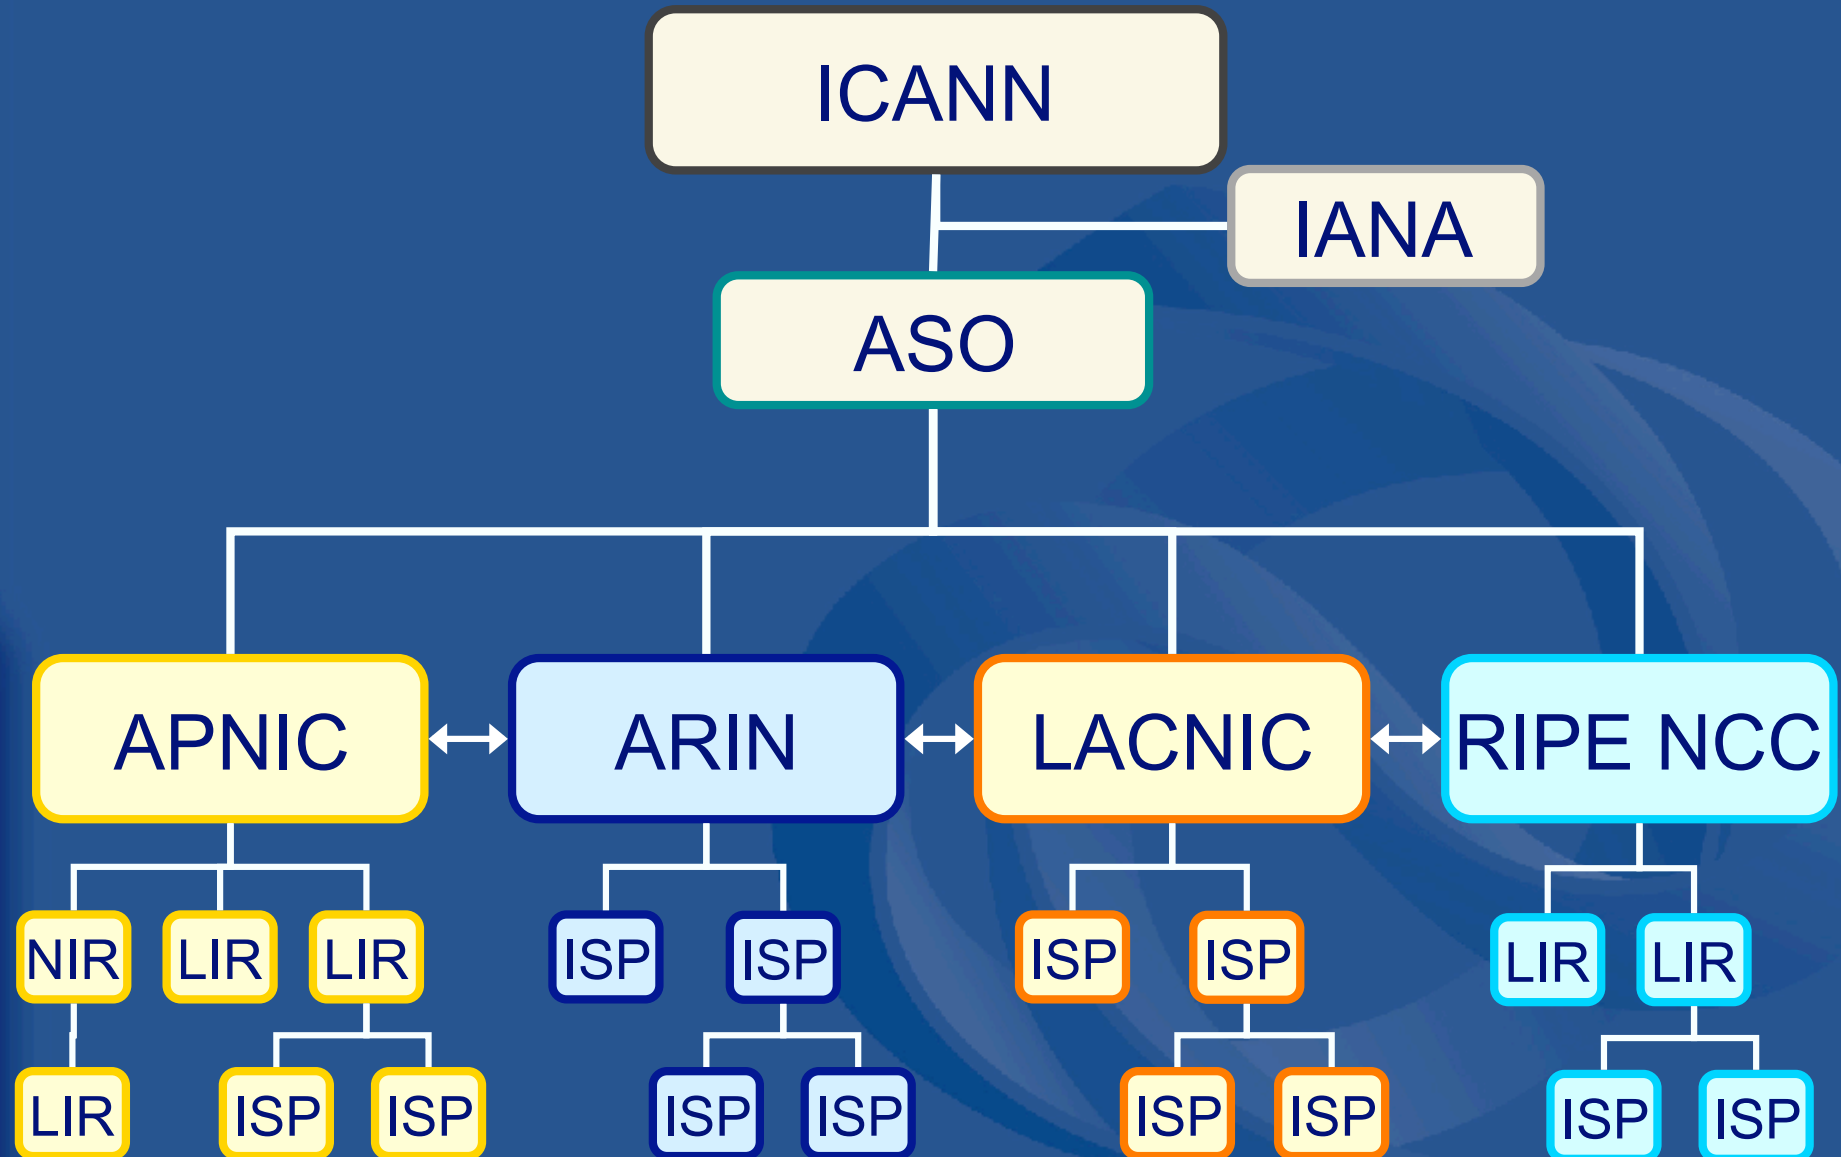 ICANN
IANA
ASO
APNIC
ARIN
LACNIC
RIPE NCC
NIR
LIR
LIR
ISP
ISP
ISP
ISP
LIR
LIR
LIR
ISP
ISP
ISP
ISP
ISP
ISP
ISP
ISP